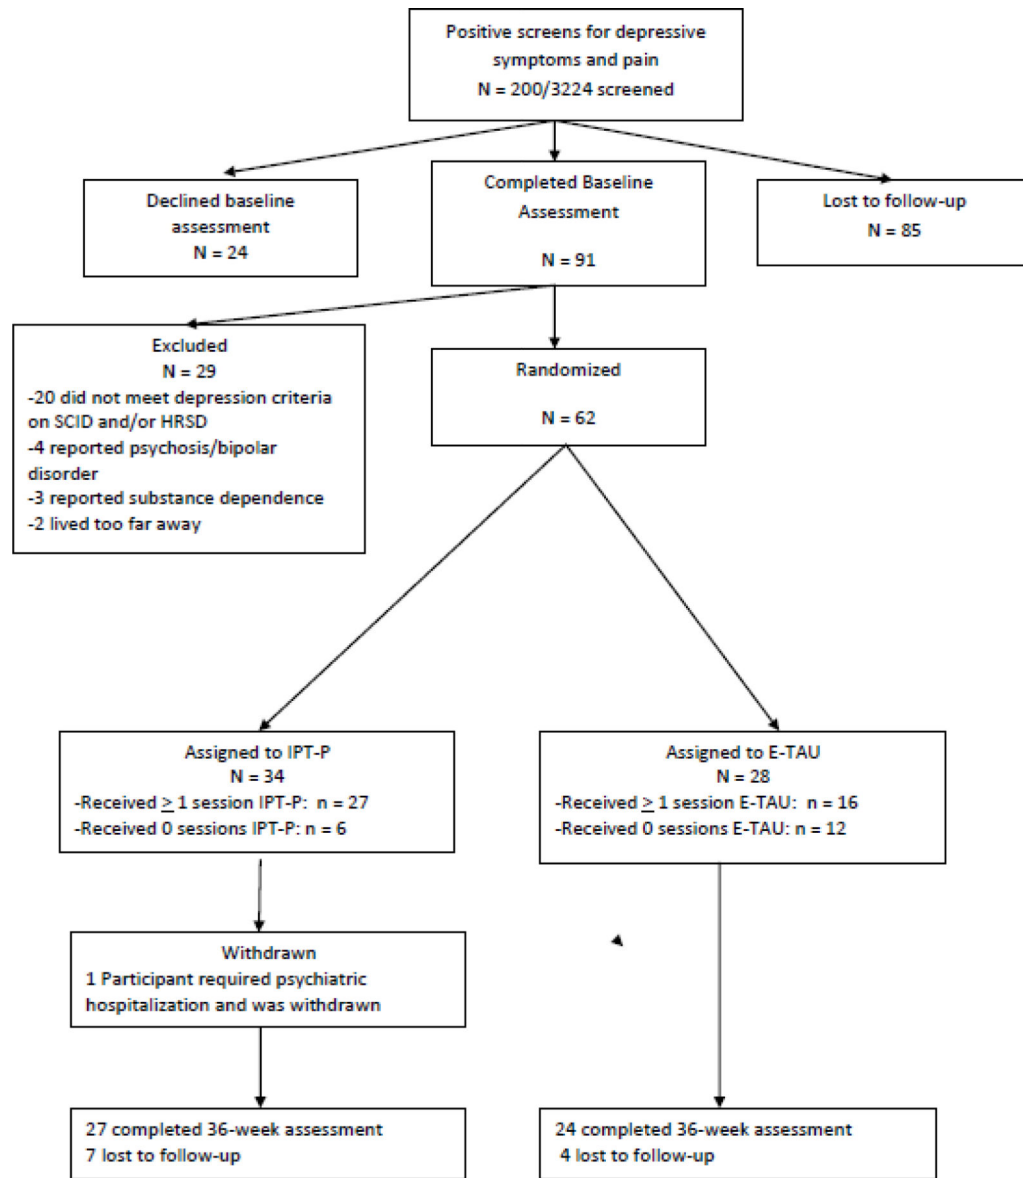 Positive screens for depressive
symptoms and pain
N = 200/3224 screened
Declined baseline
assessment
N = 24
Completed Baseline
Assessment
N = 91
Lost to follow-up
N = 85
Excluded
N = 29
-20 did not meet depression criteria
on SCID and/or HRSD
-4 reported psychosis/bipolar
disorder
-3 reported substance dependence
-2 lived too far away
Randomized
N = 62
Assigned to IPT-P
N = 34
-Received ≥ 1 session IPT-P: n = 27
-Received 0 sessions IPT-P: n = 6
Assigned to E-TAU
N = 28
-Received ≥ 1 session E-TAU: n = 16
-Received 0 sessions E-TAU: n = 12
Withdrawn
1 Participant required psychiatric
hospitalization and was withdrawn
27 completed 36-week assessment
7 lost to follow-up
24 completed 36-week assessment
4 lost to follow-up